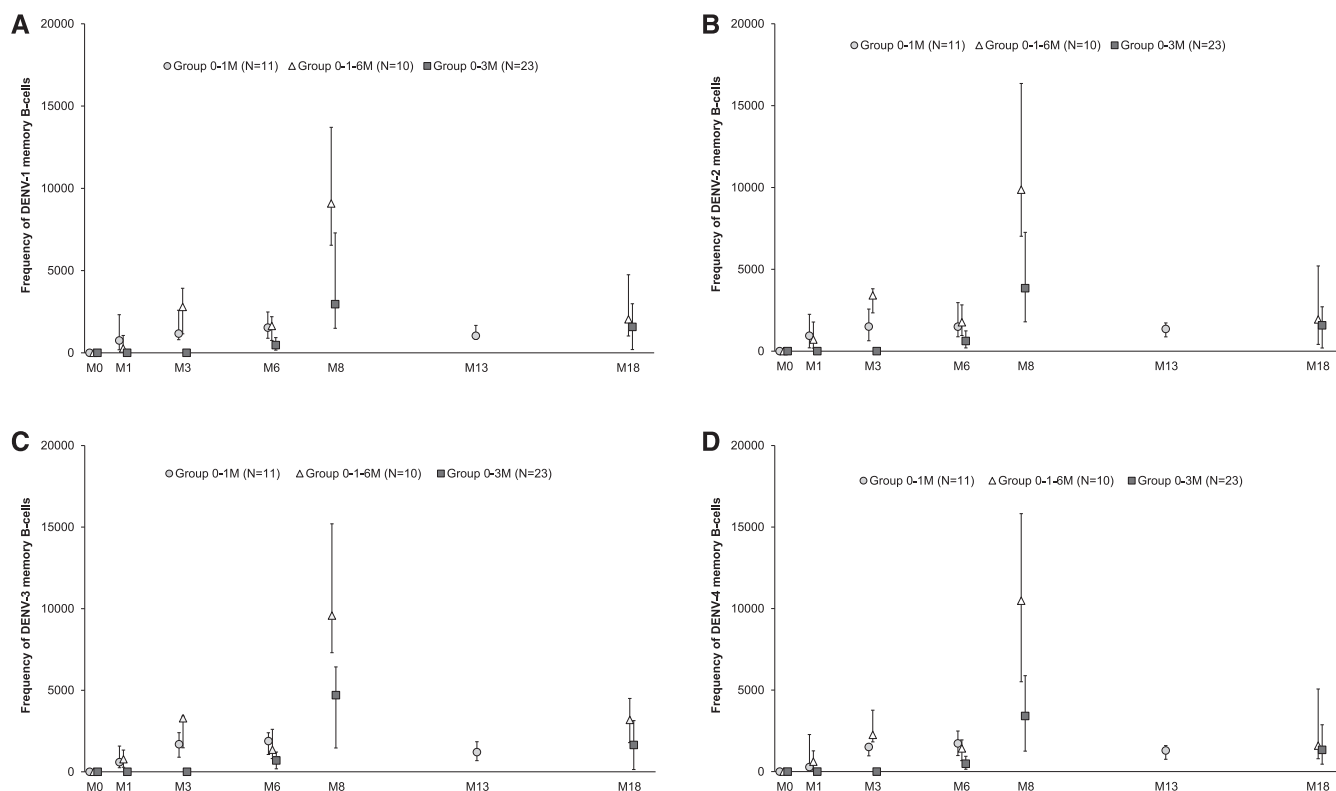 A
Frequency of DENV-1 memory B-cells
Group 0-1M (N=11) Group 0-1-6M (N=10) Group 0-3M (N=23)
20000
15000
10000
5000
0
M0 M1 M3 M6 M8 M13 M18
B
Frequency of DENV-2 memory B-cells
Group 0-1M (N=11) Group 0-1-6M (N=10) Group 0-3M (N=23)
20000
15000
10000
5000
0
M0 M1 M3 M6 M8 M13 M18
C
Frequency of DENV-3 memory B-cells
Group 0-1M (N=11) Group 0-1-6M (N=10) Group 0-3M (N=23)
20000
15000
10000
5000
0
M0 M1 M3 M6 M8 M13 M18
D
Frequency of DENV-4 memory B-cells
Group 0-1M (N=11) Group 0-1-6M (N=10) Group 0-3M (N=23)
20000
15000
10000
5000
0
M0 M1 M3 M6 M8 M13 M18